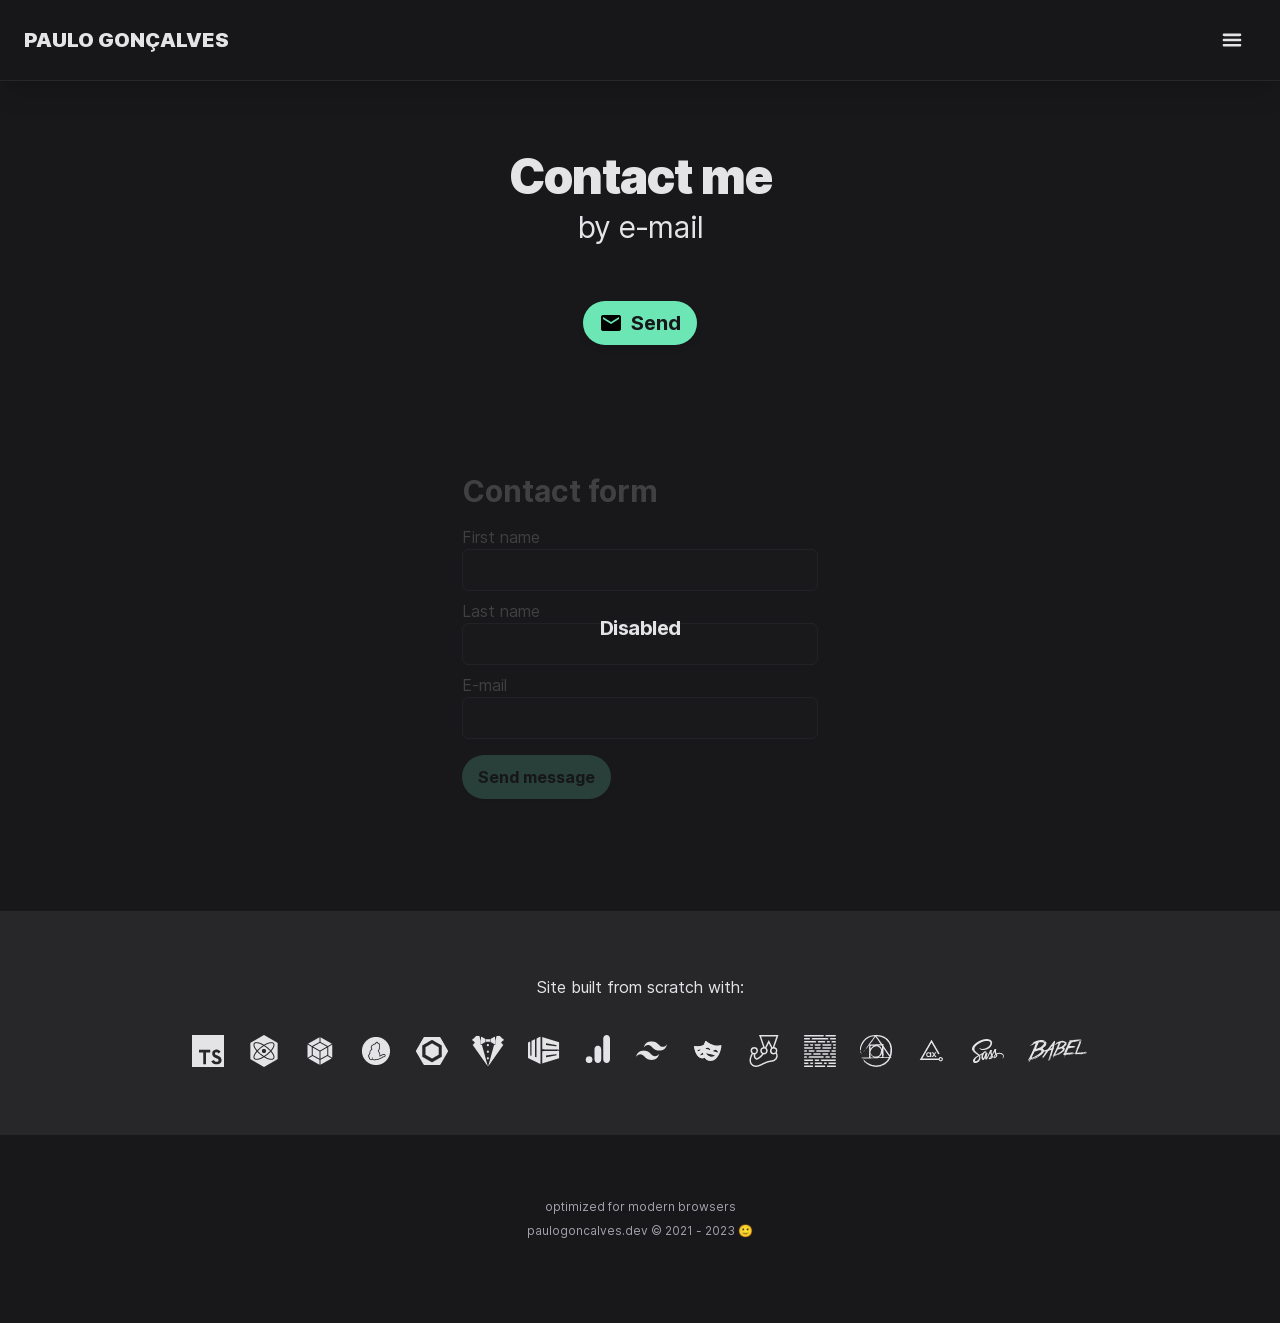 PAULO GONÇALVES
Contact me
by e-mail
Send
Contact form
First name
Last name
Disabled
E-mail
Send message
Site built from scratch with:
TS
ax
Sass
BABEL
optimized for modern browsers
paulogoncalves.dev © 2021 - 2023 🙂